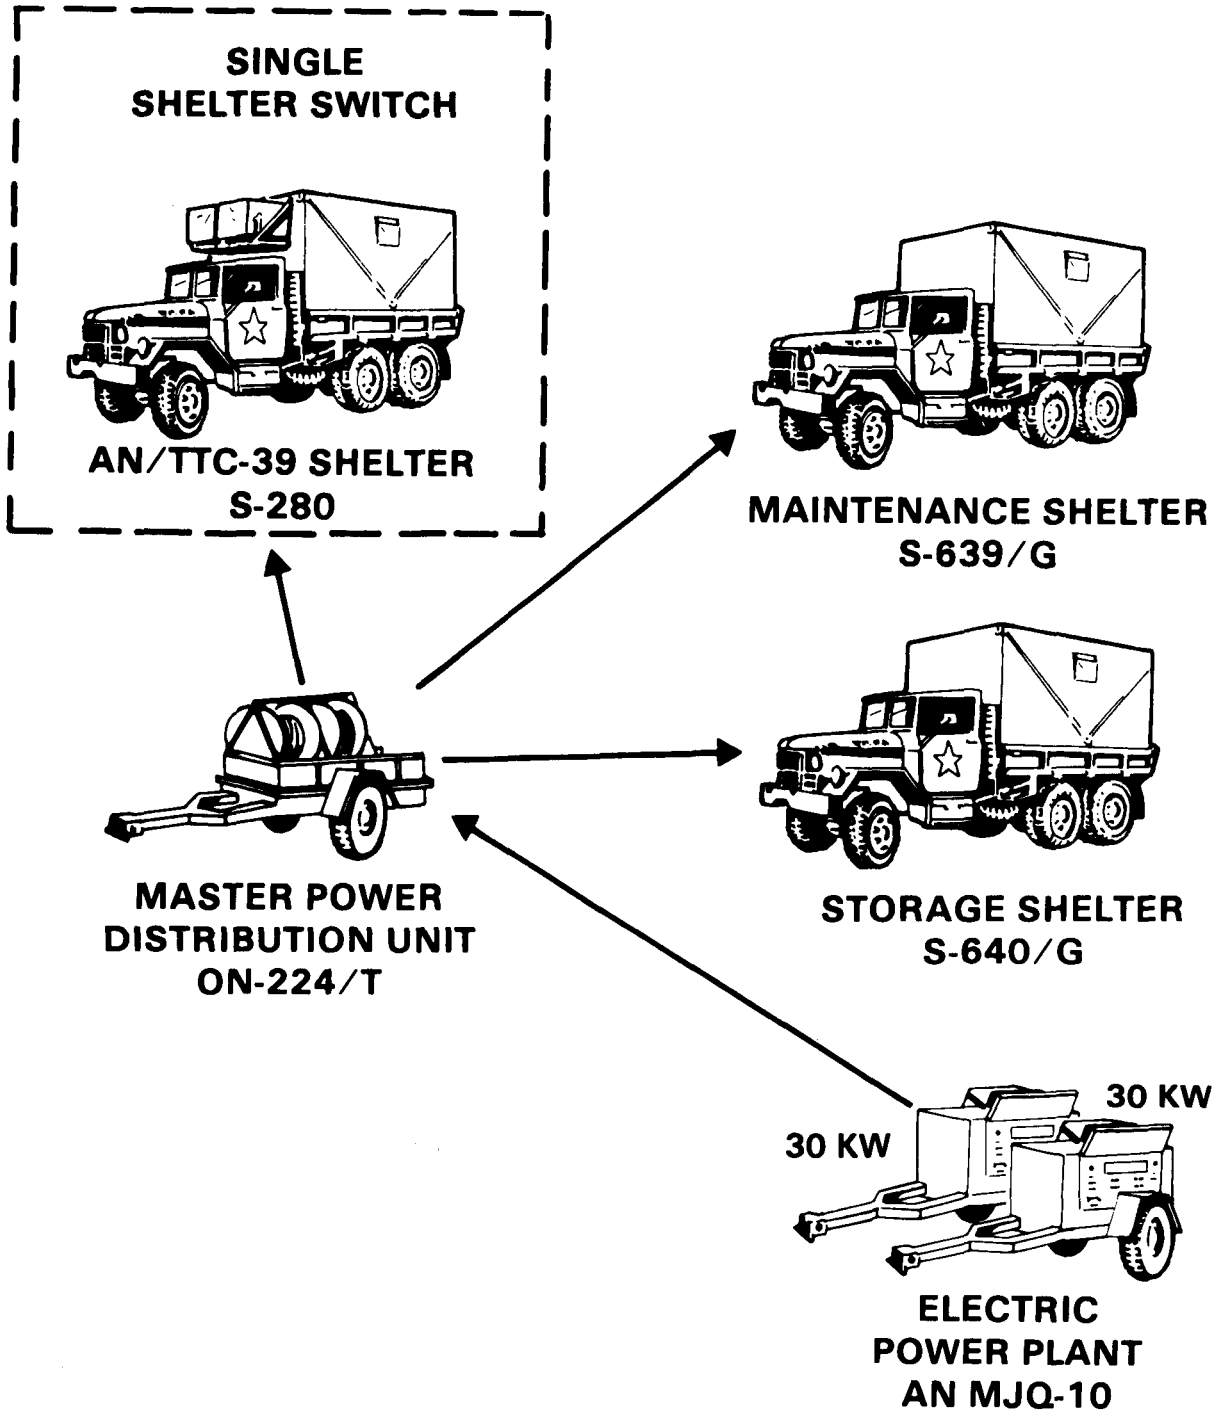 SINGLE
SHELTER SWITCH
AN/TTC-39 SHELTER
S-280
MAINTENANCE SHELTER
S-639/G
STORAGE SHELTER
S-640/G
MASTER POWER
DISTRIBUTION UNIT
ON-224/T
30 KW
30 KW
ELECTRIC
POWER PLANT
AN MJQ-10